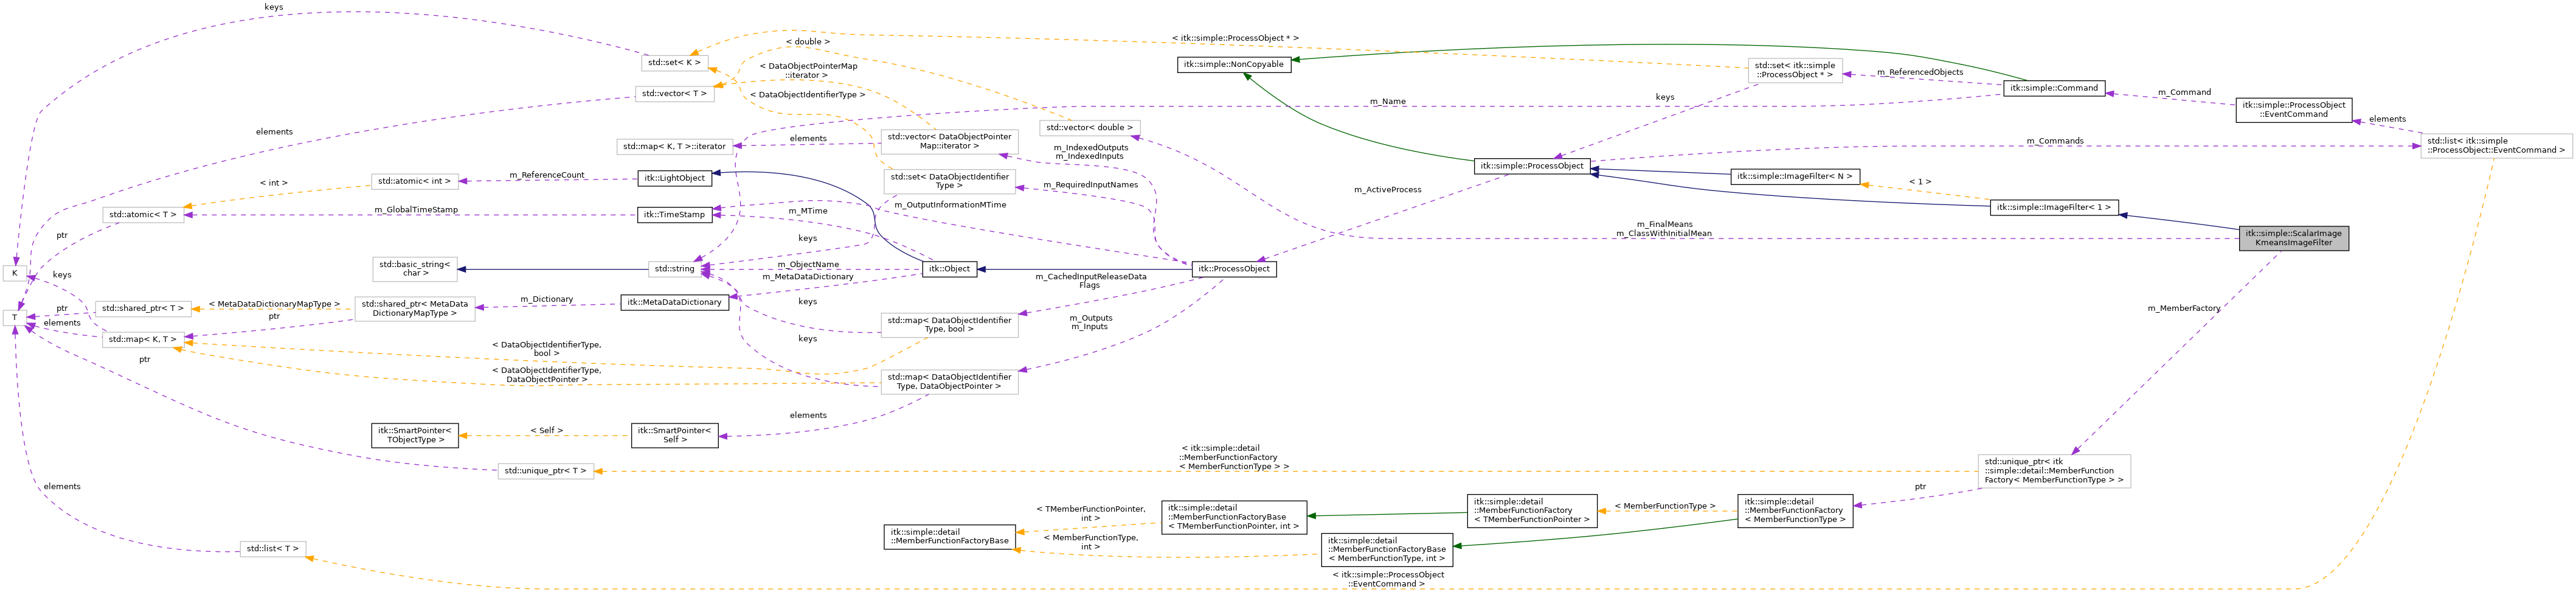 keys
std::set< K >
< double >
< itk::simple::ProcessObject * >
itk::simple::NonCopyable
std::set< itk::simple
::ProcessObject * >
m_ReferencedObjects
itk::simple::Command
m_Command
itk::simple::ProcessObject
::EventCommand
elements
std::list< itk::simple
::ProcessObject::EventCommand >
< DataObjectPointerMap
::iterator >
std::vector< T >
< DataObjectIdentifierType >
keys
m_Name
elements
std::map< K, T >::iterator
elements
std::vector< DataObjectPointer
Map::iterator >
std::vector< double >
m_IndexedOutputs
m_IndexedInputs
m_Commands
itk::simple::ProcessObject
itk::simple::ImageFilter< N >
< 1 >
itk::simple::ImageFilter< 1 >
std::atomic< int >
< int >
m_ReferenceCount
itk::LightObject
std::set< DataObjectIdentifier
Type >
m_RequiredInputNames
m_ActiveProcess
std::atomic< T >
m_GlobalTimeStamp
itk::TimeStamp
m_MTime
m_OutputInformationMTime
m_FinalMeans
m_ClassWithInitialMean
itk::simple::ScalarImage
KmeansImageFilter
ptr
keys
K
keys
std::basic_string<
char >
std::string
m_ObjectName
m_MetaDataDictionary
itk::Object
itk::ProcessObject
m_CachedInputReleaseData
Flags
T
ptr
elements
std::shared_ptr< T >
< MetaDataDictionaryMapType >
ptr
std::shared_ptr< MetaData
DictionaryMapType >
m_Dictionary
itk::MetaDataDictionary
keys
std::map< DataObjectIdentifier
Type, bool >
m_Outputs
m_Inputs
m_MemberFactory
std::map< K, T >
ptr
< DataObjectIdentifierType,
bool >
< DataObjectIdentifierType,
DataObjectPointer >
keys
std::map< DataObjectIdentifier
Type, DataObjectPointer >
elements
itk::SmartPointer<
TObjectType >
< Self >
itk::SmartPointer<
Self >
std::unique_ptr< T >
< itk::simple::detail
::MemberFunctionFactory
< MemberFunctionType > >
std::unique_ptr< itk
::simple::detail::MemberFunction
Factory< MemberFunctionType > >
ptr
elements
itk::simple::detail
::MemberFunctionFactoryBase
< TMemberFunctionPointer,
int >
< MemberFunctionType,
int >
itk::simple::detail
::MemberFunctionFactoryBase
< TMemberFunctionPointer, int >
itk::simple::detail
::MemberFunctionFactory
< TMemberFunctionPointer >
< MemberFunctionType >
itk::simple::detail
::MemberFunctionFactory
< MemberFunctionType >
itk::simple::detail
::MemberFunctionFactoryBase
< MemberFunctionType, int >
std::list< T >
< itk::simple::ProcessObject
::EventCommand >